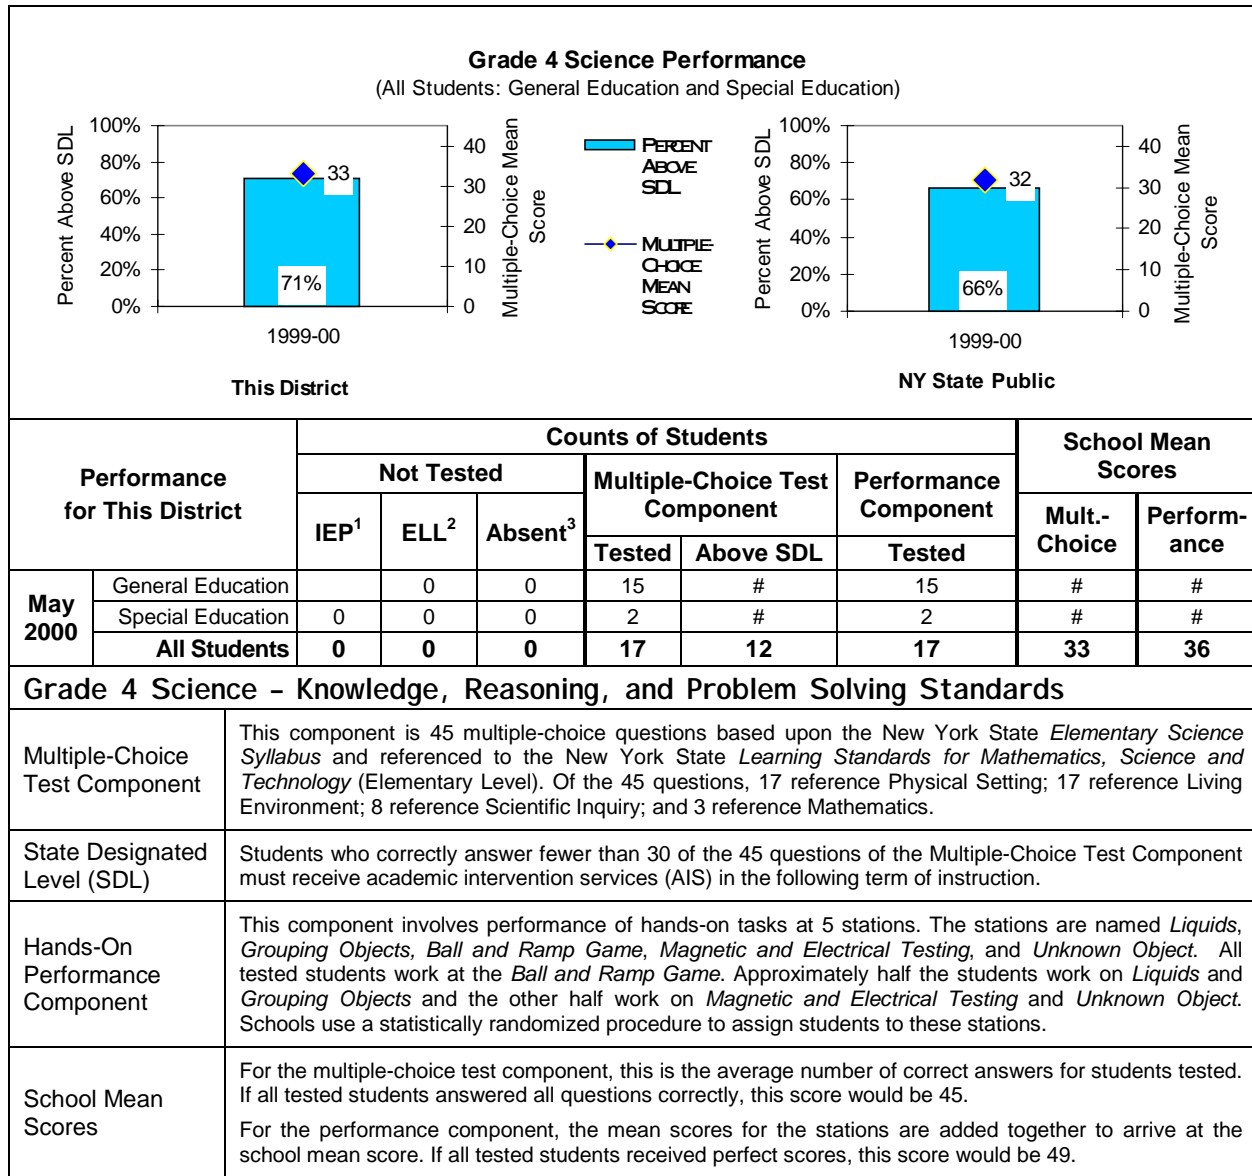 Grade 4 Science Performance
(All Students: General Education and Special Education)
Percent Above SDL
100%
80%
60%
40%
20%
0%
33
71%
1999-00
40
30
20
10
0
Multiple-Choice Mean
Score
This District
PERCENT
ABOVE
SDL
MULTIPLE-
CHOICE
MEAN
SCORE
Percent Above SDL
100%
80%
60%
40%
20%
0%
32
66%
1999-00
40
30
20
10
0
Multiple-Choice Mean
Score
NY State Public
Performance
for This District
Counts of Students
School Mean
Scores
Not Tested
Multiple-Choice Test
Component
Performance
Component
IEP1 ELL2 Absent3
Mult.-
Choice
Perform-
ance
Tested Above SDL Tested
May
2000
General Education 0 0 15 # 15 # #
Special Education 0 0 0 2 # 2 # #
All Students 0 0 0 17 12 17 33 36
Grade 4 Science – Knowledge, Reasoning, and Problem Solving Standards
Multiple-Choice
Test Component
This component is 45 multiple-choice questions based upon the New York State Elementary Science
Syllabus and referenced to the New York State Learning Standards for Mathematics, Science and
Technology (Elementary Level). Of the 45 questions, 17 reference Physical Setting; 17 reference Living
Environment; 8 reference Scientific Inquiry; and 3 reference Mathematics.
State Designated
Level (SDL)
Students who correctly answer fewer than 30 of the 45 questions of the Multiple-Choice Test Component
must receive academic intervention services (AIS) in the following term of instruction.
Hands-On
Performance
Component
This component involves performance of hands-on tasks at 5 stations. The stations are named Liquids,
Grouping Objects, Ball and Ramp Game, Magnetic and Electrical Testing, and Unknown Object. All
tested students work at the Ball and Ramp Game. Approximately half the students work on Liquids and
Grouping Objects and the other half work on Magnetic and Electrical Testing and Unknown Object.
Schools use a statistically randomized procedure to assign students to these stations.
School Mean
Scores
For the multiple-choice test component, this is the average number of correct answers for students tested.
If all tested students answered all questions correctly, this score would be 45.
For the performance component, the mean scores for the stations are added together to arrive at the
school mean score. If all tested students received perfect scores, this score would be 49.